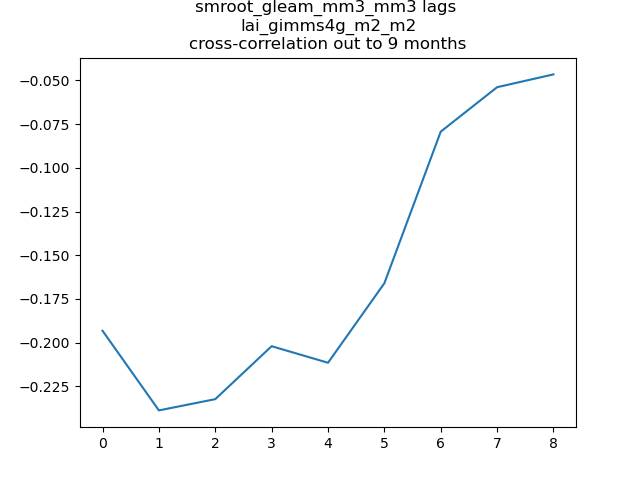 smroot_gleam_mm3_mm3 lags
lai_gimms4g_m2_m2
cross-correlation out to 9 months
−0.050
−0.075
−0.100
−0.125
−0.150
−0.175
−0.200
−0.225
0 1 2 3 4 5 6 7 8